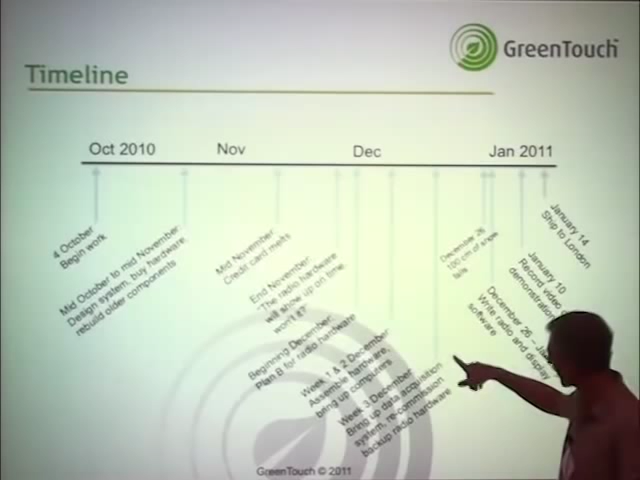 GreenTouch
Timeline
Oct 2010
Nov
Dec
Jan 2011
4 October
Begin work
Mid October to mid November
Design system, buy hardware,
rebuild older components
Mid November
Credit card melts
End November:
"The radio hardware
will show up on time,
won't it?"
Beginning December:
Plan B for radio hardware
Week 1 & 2 December
Assemble hardware,
bring up computers
Week 3 December
Bring up data acquisition
system, re-commission
backup radio hardware
December 26
100 cm of snow
falls
December 26 - Jan
Write radio and display
software
January 10
Record video
demonstration
January 14
Ship to London
GreenTouch © 2011